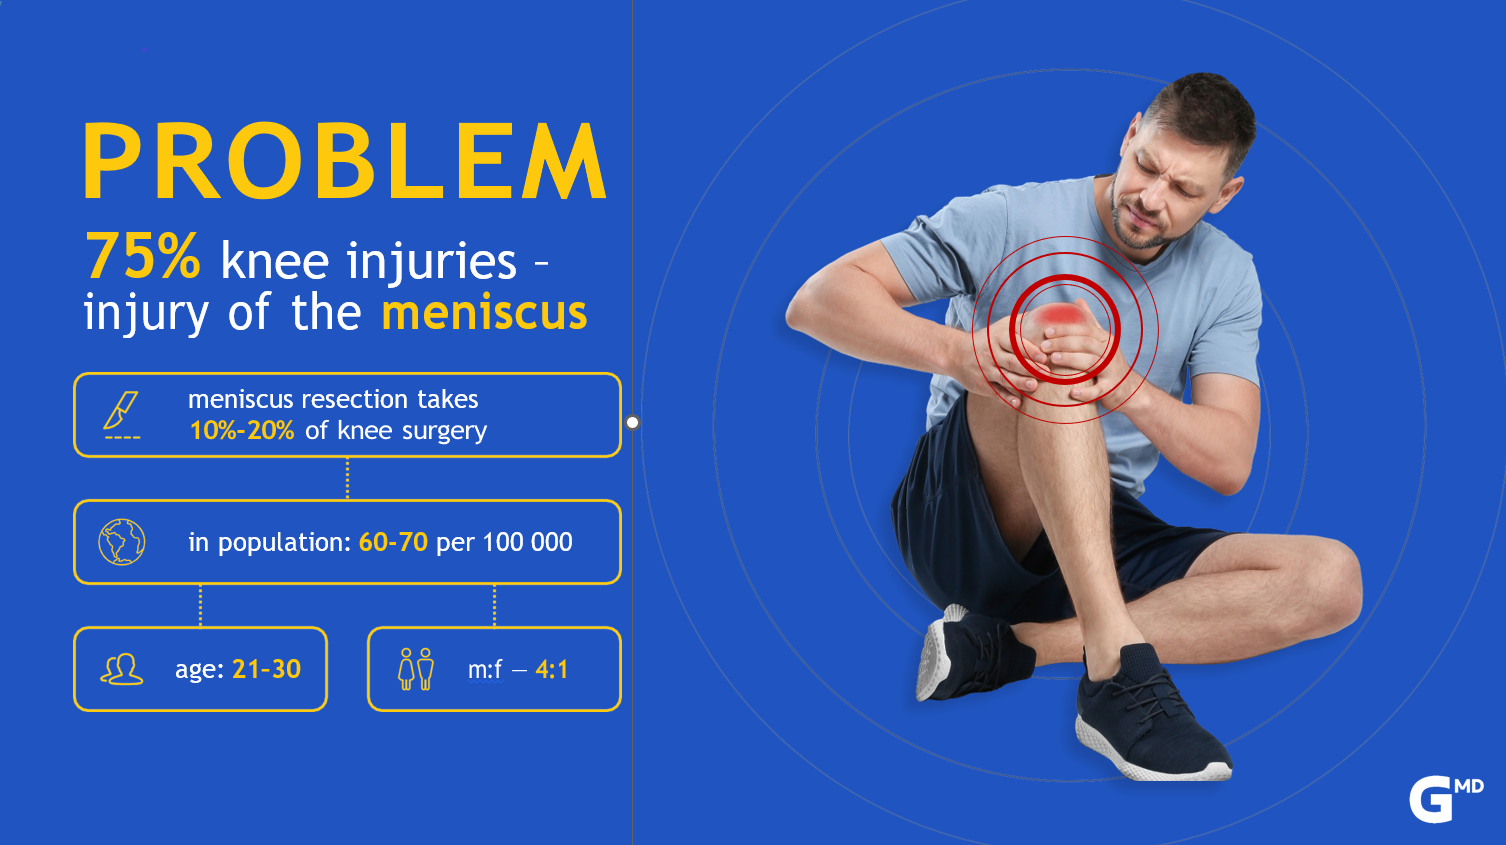 PROBLEM
75% knee injuries –
injury of the meniscus
meniscus resection takes
10%-20% of knee surgery
in population: 60-70 per 100 000
age: 21–30
m:f — 4:1
G MD